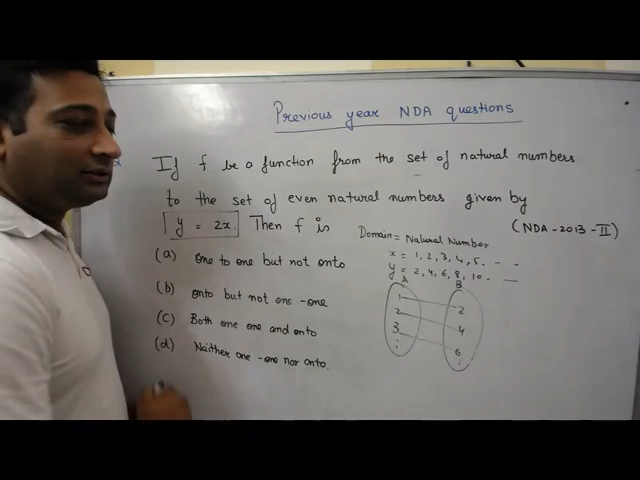 Previous year NDA questions
If f be a function from the set of natural numbers
to the set of even natural numbers given by
y = 2x Then f is
(NDA-2013-II)
(a) one to one but not onto
(b) onto but not one-one
(c) Both one one and onto
(d) Neither one-one nor onto.
Domain = Natural Number
x = 1, 2, 3, 4, 5. - -
y = 2, 4, 6, 8, 10. - —
A B
1 2
2 4
3 6
: :